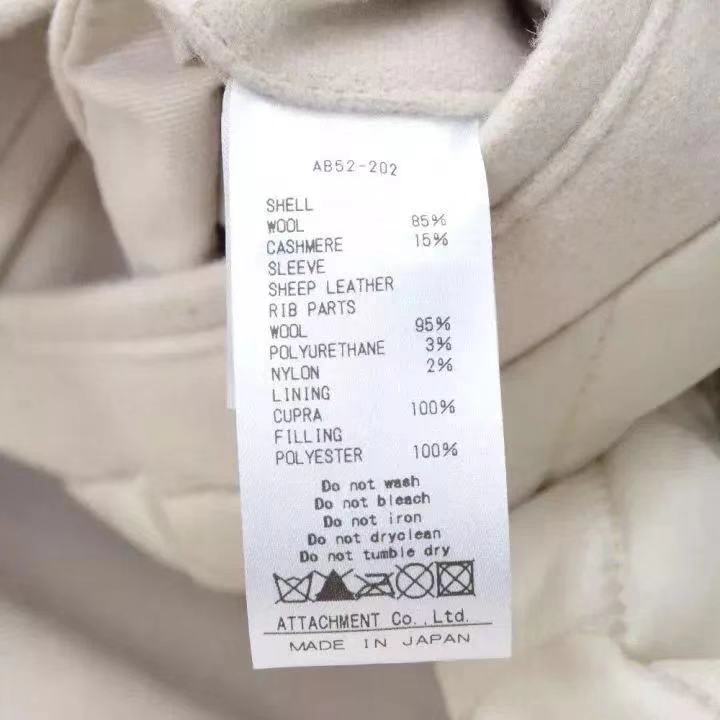 AB52-202
SHELL
WOOL 85%
CASHMERE 15%
SLEEVE
SHEEP LEATHER
RIB PARTS
WOOL 95%
POLYURETHANE 3%
NYLON 2%
LINING
CUPRA 100%
FILLING
POLYESTER 100%
Do not wash
Do not bleach
Do not iron
Do not dryclean
Do not tumble dry
ATTACHMENT Co.,Ltd.
MADE IN JAPAN